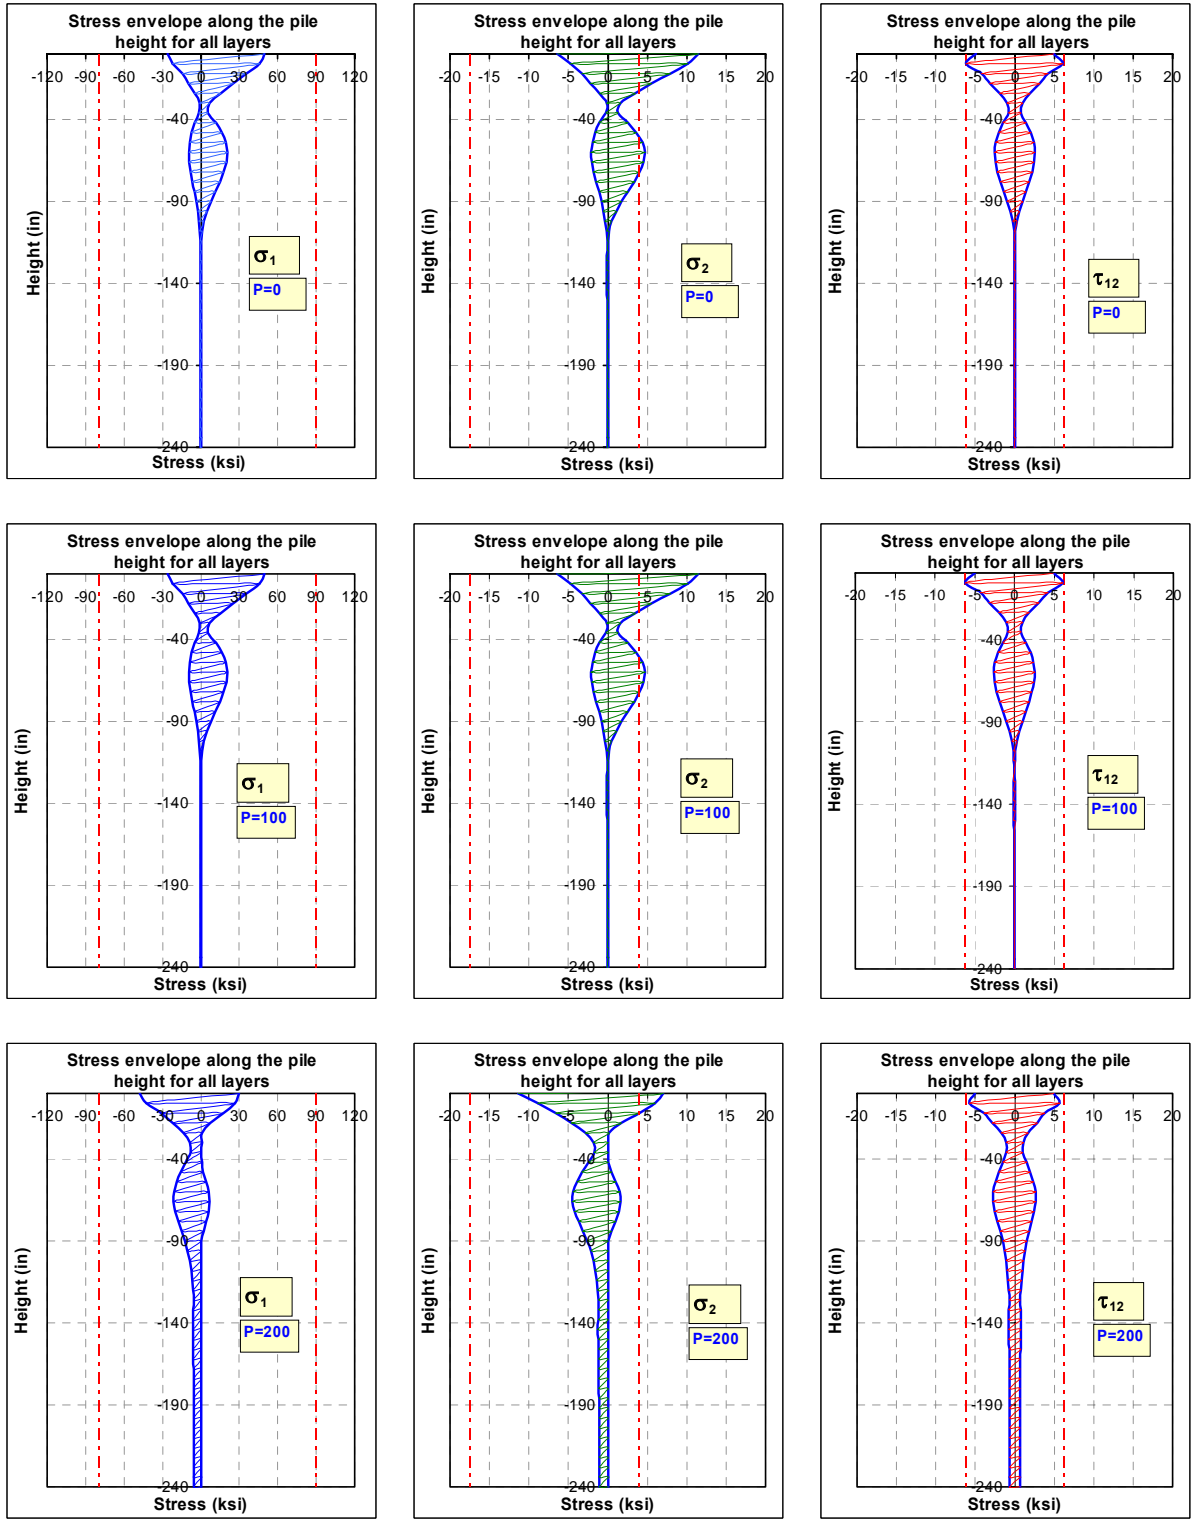 Stress envelope along the pile
height for all layers
-120 -90 -60 -30 0 30 60 90 120
-40
-90
-140
-190
-240
Height (in)
σ1
P=0
Stress (ksi)
Stress envelope along the pile
height for all layers
-20 -15 -10 -5 0 5 10 15 20
-40
-90
-140
-190
-240
Height (in)
σ2
P=0
Stress (ksi)
Stress envelope along the pile
height for all layers
-20 -15 -10 -5 0 5 10 15 20
-40
-90
-140
-190
-240
Height (in)
τ12
P=0
Stress (ksi)
Stress envelope along the pile
height for all layers
-120 -90 -60 -30 0 30 60 90 120
-40
-90
-140
-190
-240
Height (in)
σ1
P=100
Stress (ksi)
Stress envelope along the pile
height for all layers
-20 -15 -10 -5 0 5 10 15 20
-40
-90
-140
-190
-240
Height (in)
σ2
P=100
Stress (ksi)
Stress envelope along the pile
height for all layers
-20 -15 -10 -5 0 5 10 15 20
-40
-90
-140
-190
-240
Height (in)
τ12
P=100
Stress (ksi)
Stress envelope along the pile
height for all layers
-120 -90 -60 -30 0 30 60 90 120
-40
-90
-140
-190
-240
Height (in)
σ1
P=200
Stress (ksi)
Stress envelope along the pile
height for all layers
-20 -15 -10 -5 0 5 10 15 20
-40
-90
-140
-190
-240
Height (in)
σ2
P=200
Stress (ksi)
Stress envelope along the pile
height for all layers
-20 -15 -10 -5 0 5 10 15 20
-40
-90
-140
-190
-240
Height (in)
τ12
P=200
Stress (ksi)